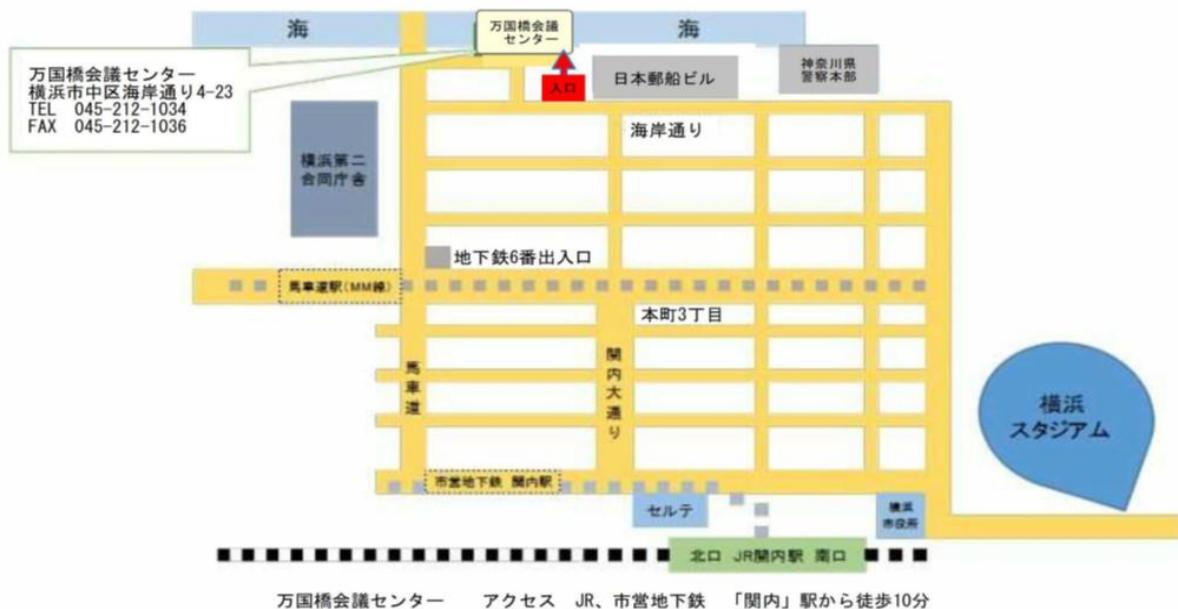 海
万国橋会議
センター
海
万国橋会議センター
横浜市中区海岸通り4-23
TEL　045-212-1034
FAX　045-212-1036
入口
日本郵船ビル
神奈川県
警察本部
海岸通り
横浜第二
合同庁舎
地下鉄6番出入口
馬車道駅(MM線)
本町3丁目
馬車道
関内大通り
横浜
スタジアム
市営地下鉄 関内駅
セルテ
横浜
市役所
北口 JR関内駅 南口
万国橋会議センター　　アクセス　JR、市営地下鉄　「関内」駅から徒歩10分